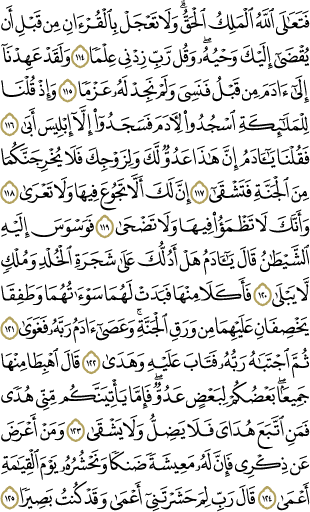 فَتَعَٰلَى ٱللَّهُ ٱلْمَلِكُ ٱلْحَقُّ ۗ وَلَا تَعْجَلْ بِٱلْقُرْءَانِ مِن قَبْلِ أَن
يُقْضَىٰٓ إِلَيْكَ وَحْيُهُۥ ۖ وَقُل رَّبِّ زِدْنِى عِلْمًا ١١٤ وَلَقَدْ عَهِدْنَآ
إِلَىٰٓ ءَادَمَ مِن قَبْلُ فَنَسِىَ وَلَمْ نَجِدْ لَهُۥ عَزْمًا ١١٥ وَإِذْ قُلْنَا
لِلْمَلَٰٓئِكَةِ ٱسْجُدُوا۟ لِءَادَمَ فَسَجَدُوٓا۟ إِلَّآ إِبْلِيسَ أَبَىٰ ١١٦
فَقُلْنَا يَٰٓـَٔادَمُ إِنَّ هَٰذَا عَدُوٌّ لَّكَ وَلِزَوْجِكَ فَلَا يُخْرِجَنَّكُمَا
مِنَ ٱلْجَنَّةِ فَتَشْقَىٰٓ ١١٧ إِنَّ لَكَ أَلَّا تَجُوعَ فِيهَا وَلَا تَعْرَىٰ ١١٨
وَأَنَّكَ لَا تَظْمَؤُا۟ فِيهَا وَلَا تَضْحَىٰ ١١٩ فَوَسْوَسَ إِلَيْهِ
ٱلشَّيْطَٰنُ قَالَ يَٰٓـَٔادَمُ هَلْ أَدُلُّكَ عَلَىٰ شَجَرَةِ ٱلْخُلْدِ وَمُلْكٍ
لَّا يَبْلَىٰ ١٢٠ فَأَكَلَا مِنْهَا فَبَدَتْ لَهُمَا سَوْءَٰتُهُمَا وَطَفِقَا
يَخْصِفَانِ عَلَيْهِمَا مِن وَرَقِ ٱلْجَنَّةِ ۚ وَعَصَىٰٓ ءَادَمُ رَبَّهُۥ فَغَوَىٰ ١٢١
ثُمَّ ٱجْتَبَٰهُ رَبُّهُۥ فَتَابَ عَلَيْهِ وَهَدَىٰ ١٢٢ قَالَ ٱهْبِطَا مِنْهَا
جَمِيعًۢا ۖ بَعْضُكُمْ لِبَعْضٍ عَدُوٌّ ۖ فَإِمَّا يَأْتِيَنَّكُم مِّنِّى هُدًى
فَمَنِ ٱتَّبَعَ هُدَاىَ فَلَا يَضِلُّ وَلَا يَشْقَىٰ ١٢٣ وَمَنْ أَعْرَضَ
عَن ذِكْرِى فَإِنَّ لَهُۥ مَعِيشَةً ضَنكًا وَنَحْشُرُهُۥ يَوْمَ ٱلْقِيَٰمَةِ
أَعْمَىٰ ١٢٤ قَالَ رَبِّ لِمَ حَشَرْتَنِىٓ أَعْمَىٰ وَقَدْ كُنتُ بَصِيرًا ١٢٥